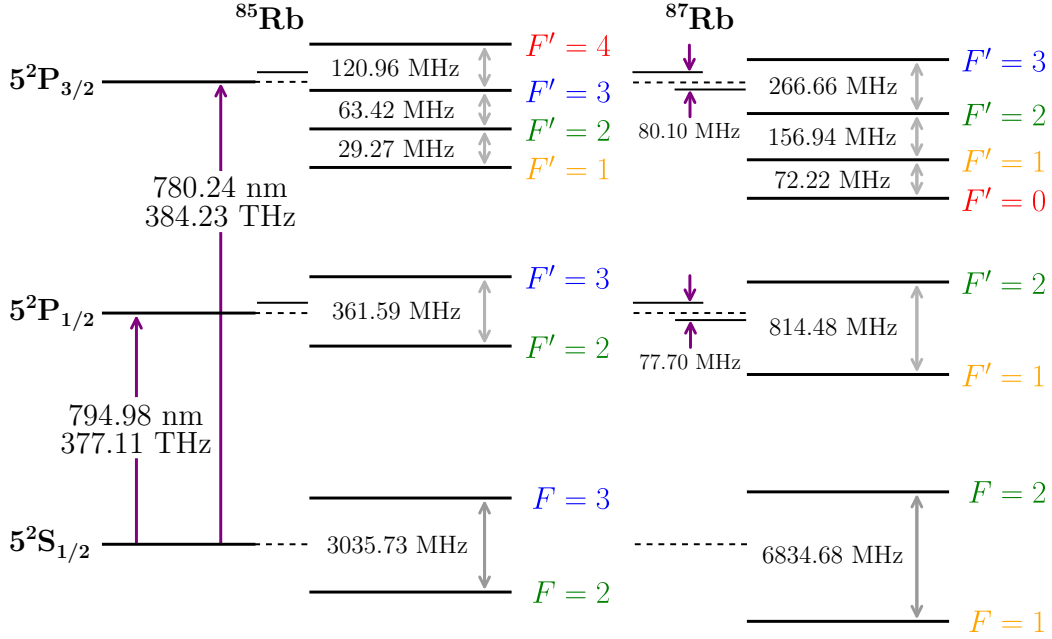 ⁸⁵Rb
⁸⁷Rb
5²P₃/₂
F′ = 4
120.96 MHz
F′ = 3
63.42 MHz
F′ = 2
29.27 MHz
F′ = 1
80.10 MHz
F′ = 3
266.66 MHz
F′ = 2
156.94 MHz
F′ = 1
72.22 MHz
F′ = 0
780.24 nm
384.23 THz
5²P₁/₂
F′ = 3
361.59 MHz
F′ = 2
77.70 MHz
F′ = 2
814.48 MHz
F′ = 1
794.98 nm
377.11 THz
5²S₁/₂
F = 3
3035.73 MHz
F = 2
F = 2
6834.68 MHz
F = 1